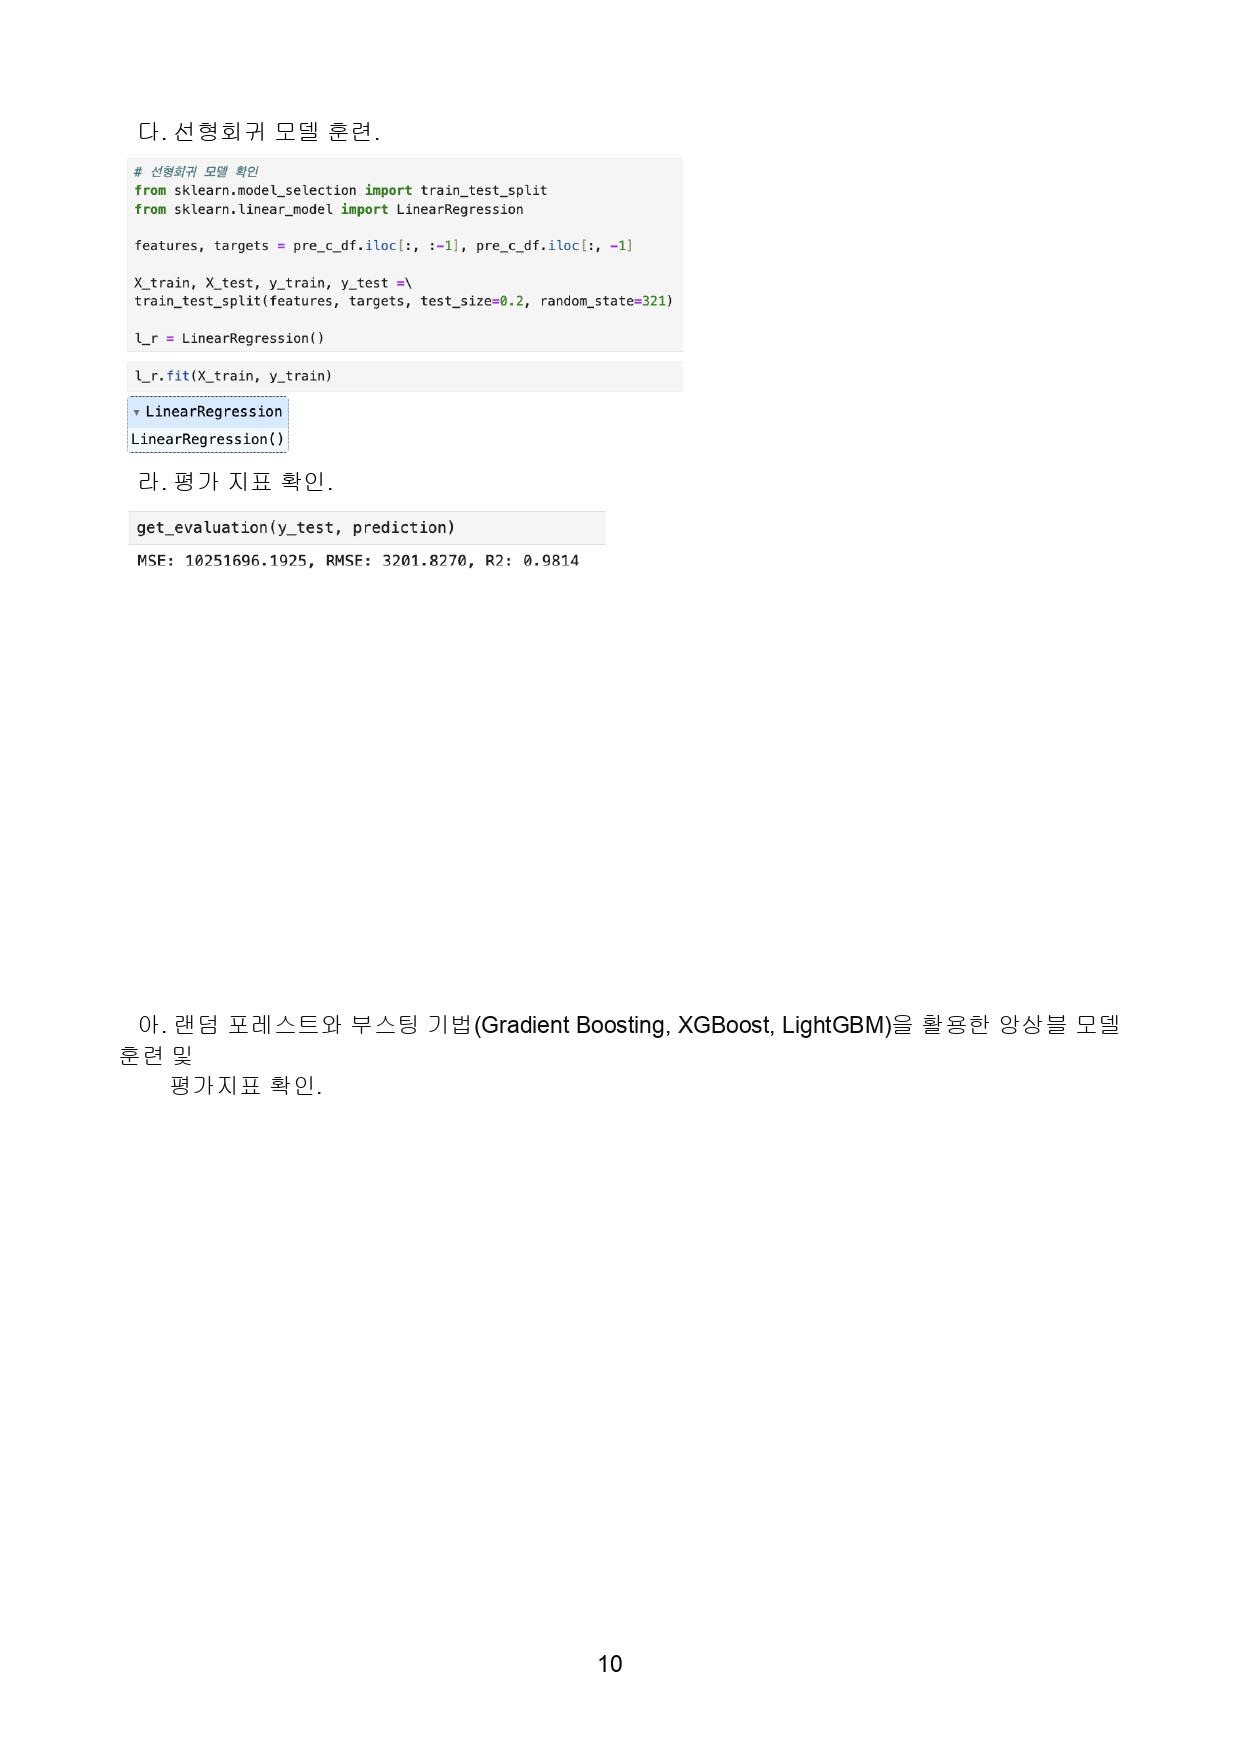 다. 선형회귀 모델 훈련.
# 선형회귀 모델 확인
from sklearn.model_selection import train_test_split
from sklearn.linear_model import LinearRegression
features, targets = pre_c_df.iloc[:, :-1], pre_c_df.iloc[:, -1]
X_train, X_test, y_train, y_test =\
train_test_split(features, targets, test_size=0.2, random_state=321)
l_r = LinearRegression()
l_r.fit(X_train, y_train)
▾ LinearRegression
LinearRegression()
라. 평가 지표 확인.
get_evaluation(y_test, prediction)
MSE: 10251696.1925, RMSE: 3201.8270, R2: 0.9814
아. 랜덤 포레스트와 부스팅 기법(Gradient Boosting, XGBoost, LightGBM)을 활용한 앙상블 모델
훈련 및
평가지표 확인.
10